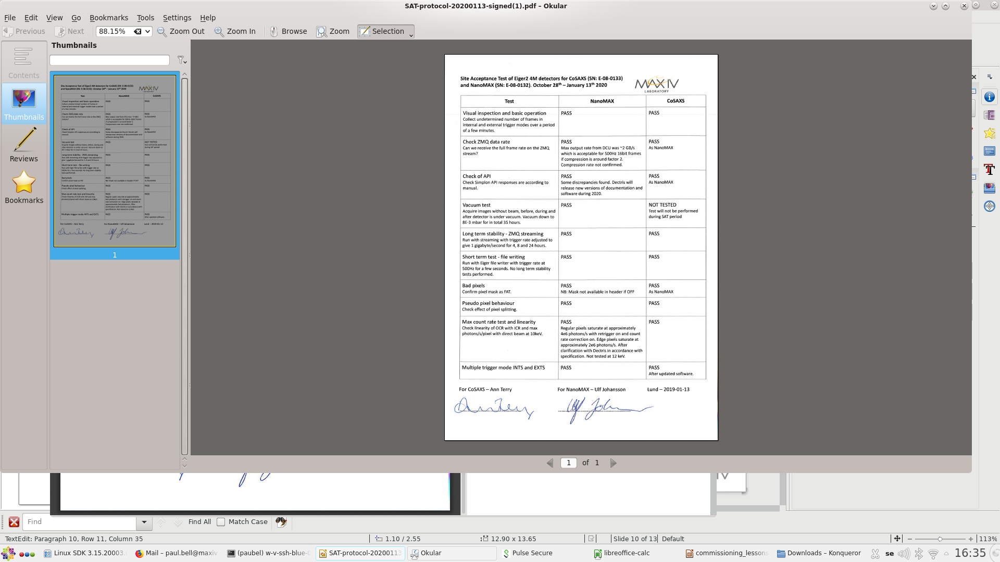 SAT-protocol-20200113-signed(1).pdf – Okular
File Edit View Go Bookmarks Tools Settings Help
Previous Next 88.15% Zoom Out Zoom In Browse Zoom Selection
Thumbnails
Contents
Thumbnails
Reviews
Bookmarks
1
Site Acceptance Test of Eiger2 4M detectors for CoSAXS (SN: E-08-0133)
and NanoMAX (SN: E-08-0132). October 28th – January 13th 2020
MAX IV
LABORATORY
Test NanoMAX CoSAXS
Visual inspection and basic operation PASS PASS
Collect undetermined number of frames in
internal and external trigger modes over a period
of a few minutes.
Check ZMQ data rate PASS PASS
Can we receive the full frame rate on the ZMQ Max output rate from DCU was ~2 GB/s As NanoMAX
stream? which is acceptable for 500Hz 16bit frames
if compression is around factor 2.
Compression rate not confirmed.
Check of API PASS PASS
Check Simplon API responses are according to Some discrepancies found. Dectris will As NanoMAX
manual. release new versions of documentation and
software during 2020.
Vacuum test PASS NOT TESTED
Acquire images without beam, before, during and Test will not be performed
after detector is under vacuum. Vacuum down to during SAT period
8E-3 mbar for in total 35 hours.
Long term stability - ZMQ streaming PASS PASS
Run with streaming with trigger rate adjusted to
give 1 gigabyte/second for 4, 8 and 24 hours.
Short term test - file writing PASS PASS
Run with Eiger file writer with trigger rate at
500Hz for a few seconds. No long term stability
tests performed.
Bad pixels PASS PASS
Confirm pixel mask as FAT. NB: Mask not available in header if OFF As NanoMAX
Pseudo pixel behaviour PASS PASS
Check effect of pixel splitting.
Max count rate test and linearity PASS PASS
Check linearity of OCR with ICR and max Regular pixels saturate at approximately
photons/s/pixel with direct beam at 10keV. 4e6 photons/s with retrigger on and count
rate correction on. Edge pixels saturate at
approximately 2e6 photons/s. After
clarification with Dectris in accordance with
specification. Not tested at 12 keV.
Multiple trigger mode INTS and EXTS PASS PASS
After updated software.
For CoSAXS – Ann Terry For NanoMAX – Ulf Johansson Lund – 2019-01-13
1 of 1
Find Find All Match Case
TextEdit: Paragraph 10, Row 11, Column 35 1.10 / 2.55 12.90 x 13.65 Slide 10 of 13 Default 113%
Linux SDK 3.15.20003. Mail – paul.bell@maxiv. (paubel) w-v-ssh-blue- SAT-protocol-20200113 Okular Pulse Secure libreoffice-calc commissioning_lessons Downloads – Konqueror se 16:35